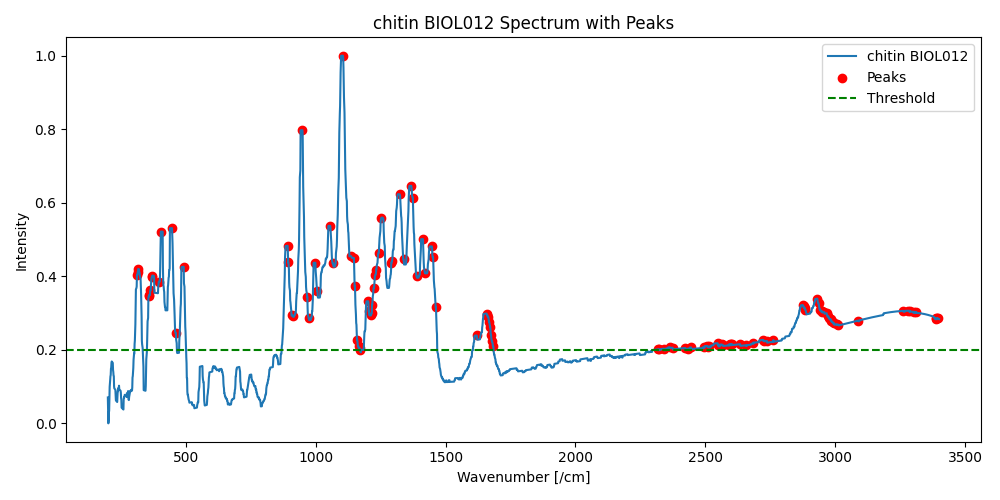 chitin BIOL012 Spectrum with Peaks
chitin BIOL012
Peaks
Threshold
Intensity
1.0
0.8
0.6
0.4
0.2
0.0
500 1000 1500 2000 2500 3000 3500
Wavenumber [/cm]